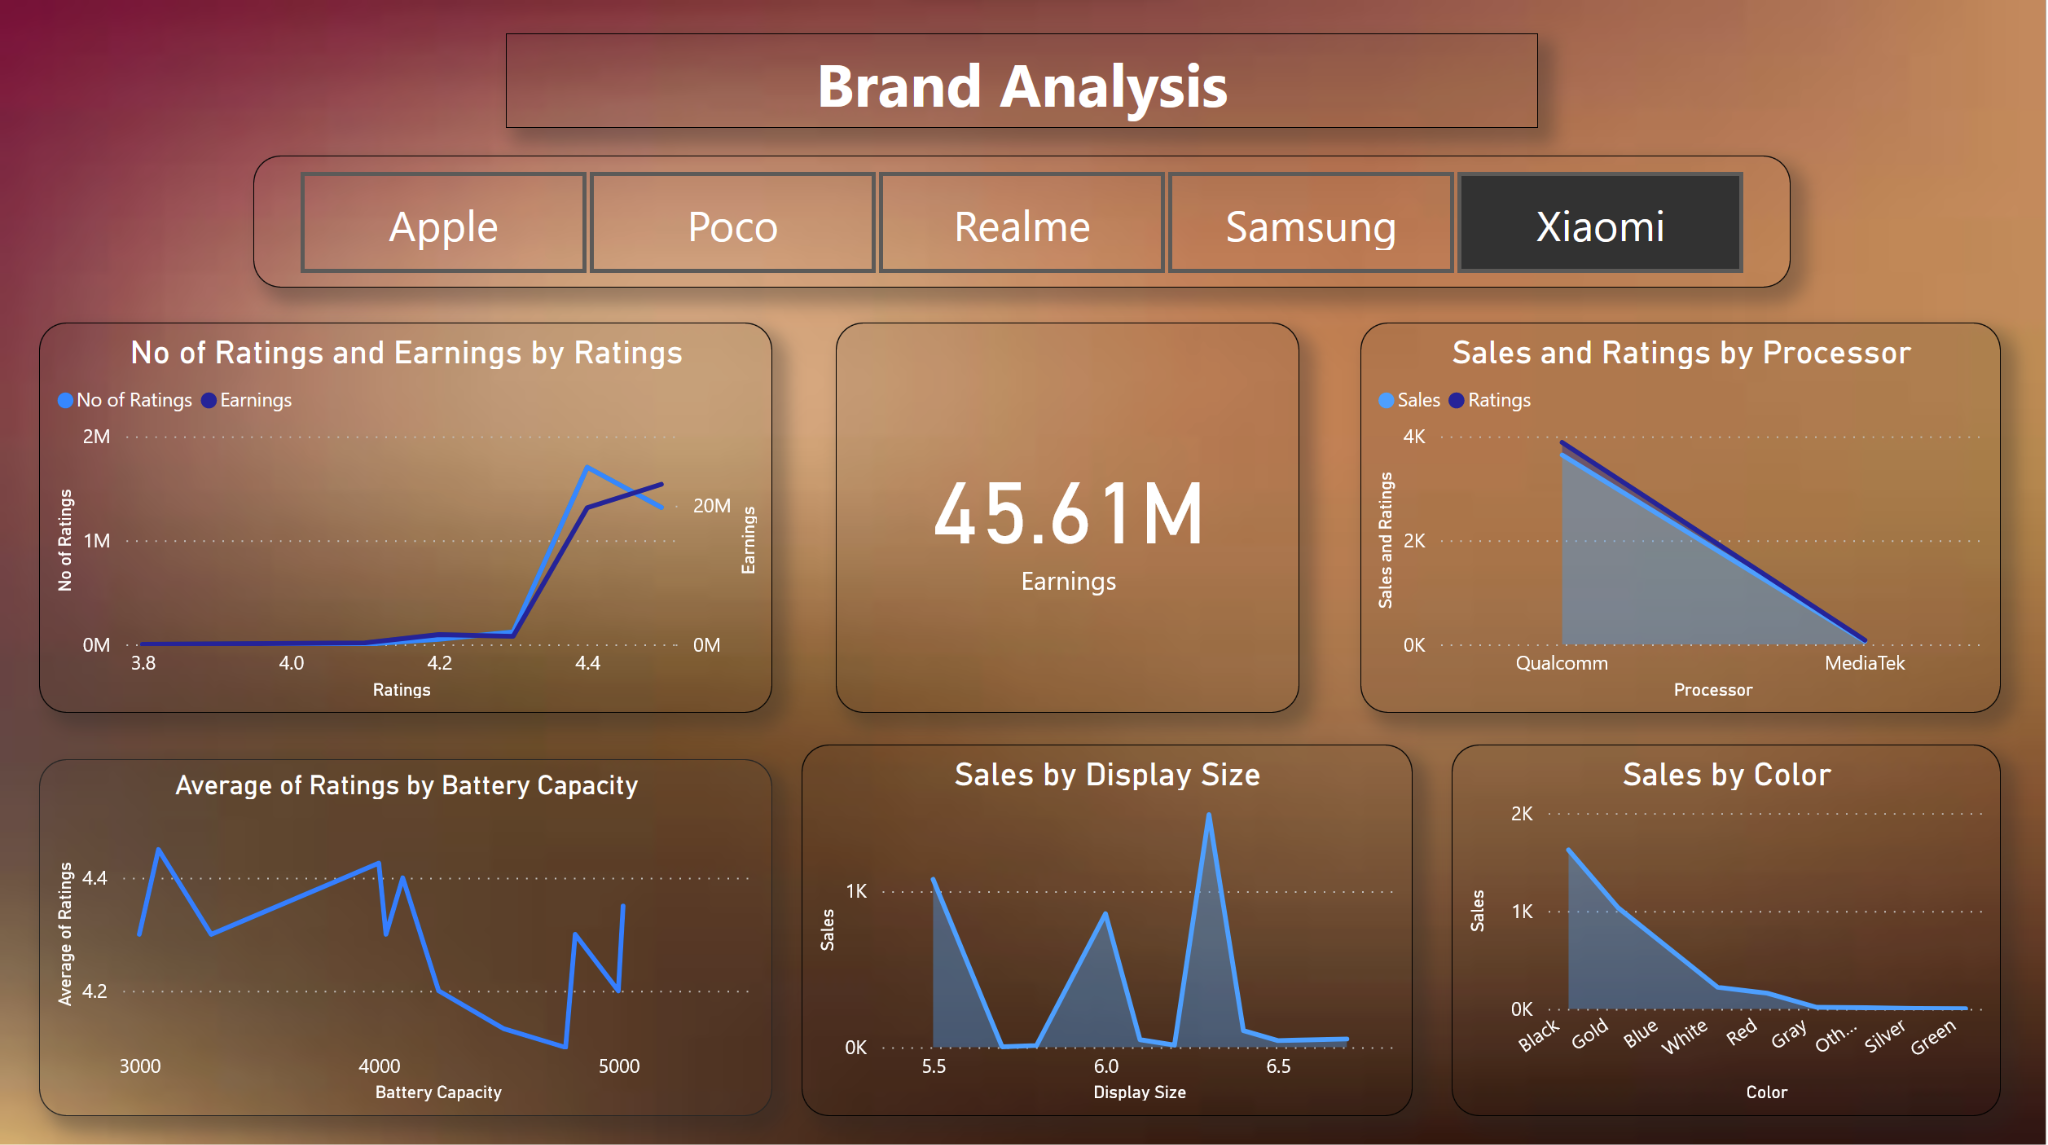 Brand Analysis
Apple
Poco
Realme
Samsung
Xiaomi
No of Ratings and Earnings by Ratings
No of Ratings Earnings
2M
1M
0M
No of Ratings
20M
0M
Earnings
3.8 4.0 4.2 4.4
Ratings
45.61M
Earnings
Sales and Ratings by Processor
Sales Ratings
4K
2K
0K
Sales and Ratings
Qualcomm MediaTek
Processor
Average of Ratings by Battery Capacity
4.4
4.2
Average of Ratings
3000 4000 5000
Battery Capacity
Sales by Display Size
1K
0K
Sales
5.5 6.0 6.5
Display Size
Sales by Color
2K
1K
0K
Sales
Black Gold Blue White Red Gray Oth... Silver Green
Color